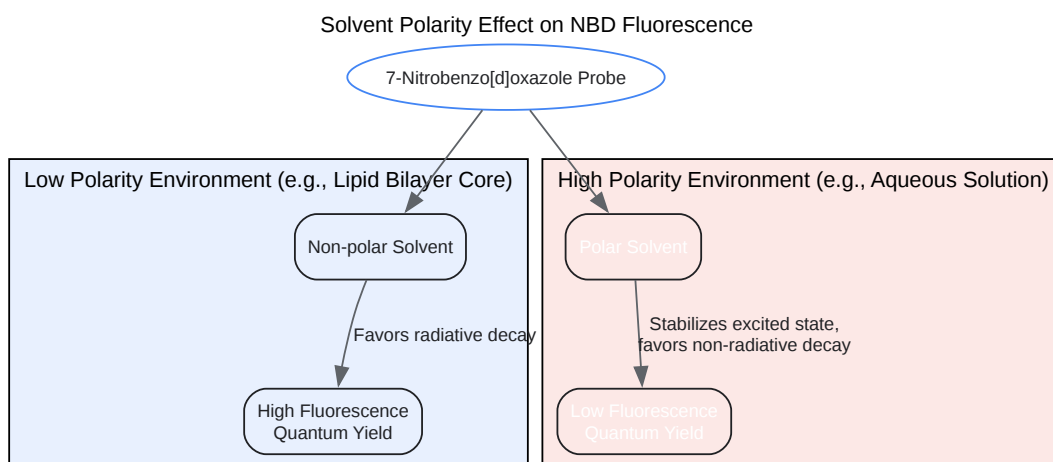 Solvent Polarity Effect on NBD Fluorescence
7-Nitrobenzo[d]oxazole Probe
Low Polarity Environment (e.g., Lipid Bilayer Core)
Non-polar Solvent
Favors radiative decay
High Fluorescence
Quantum Yield
High Polarity Environment (e.g., Aqueous Solution)
Polar Solvent
Stabilizes excited state,
favors non-radiative decay
Low Fluorescence
Quantum Yield